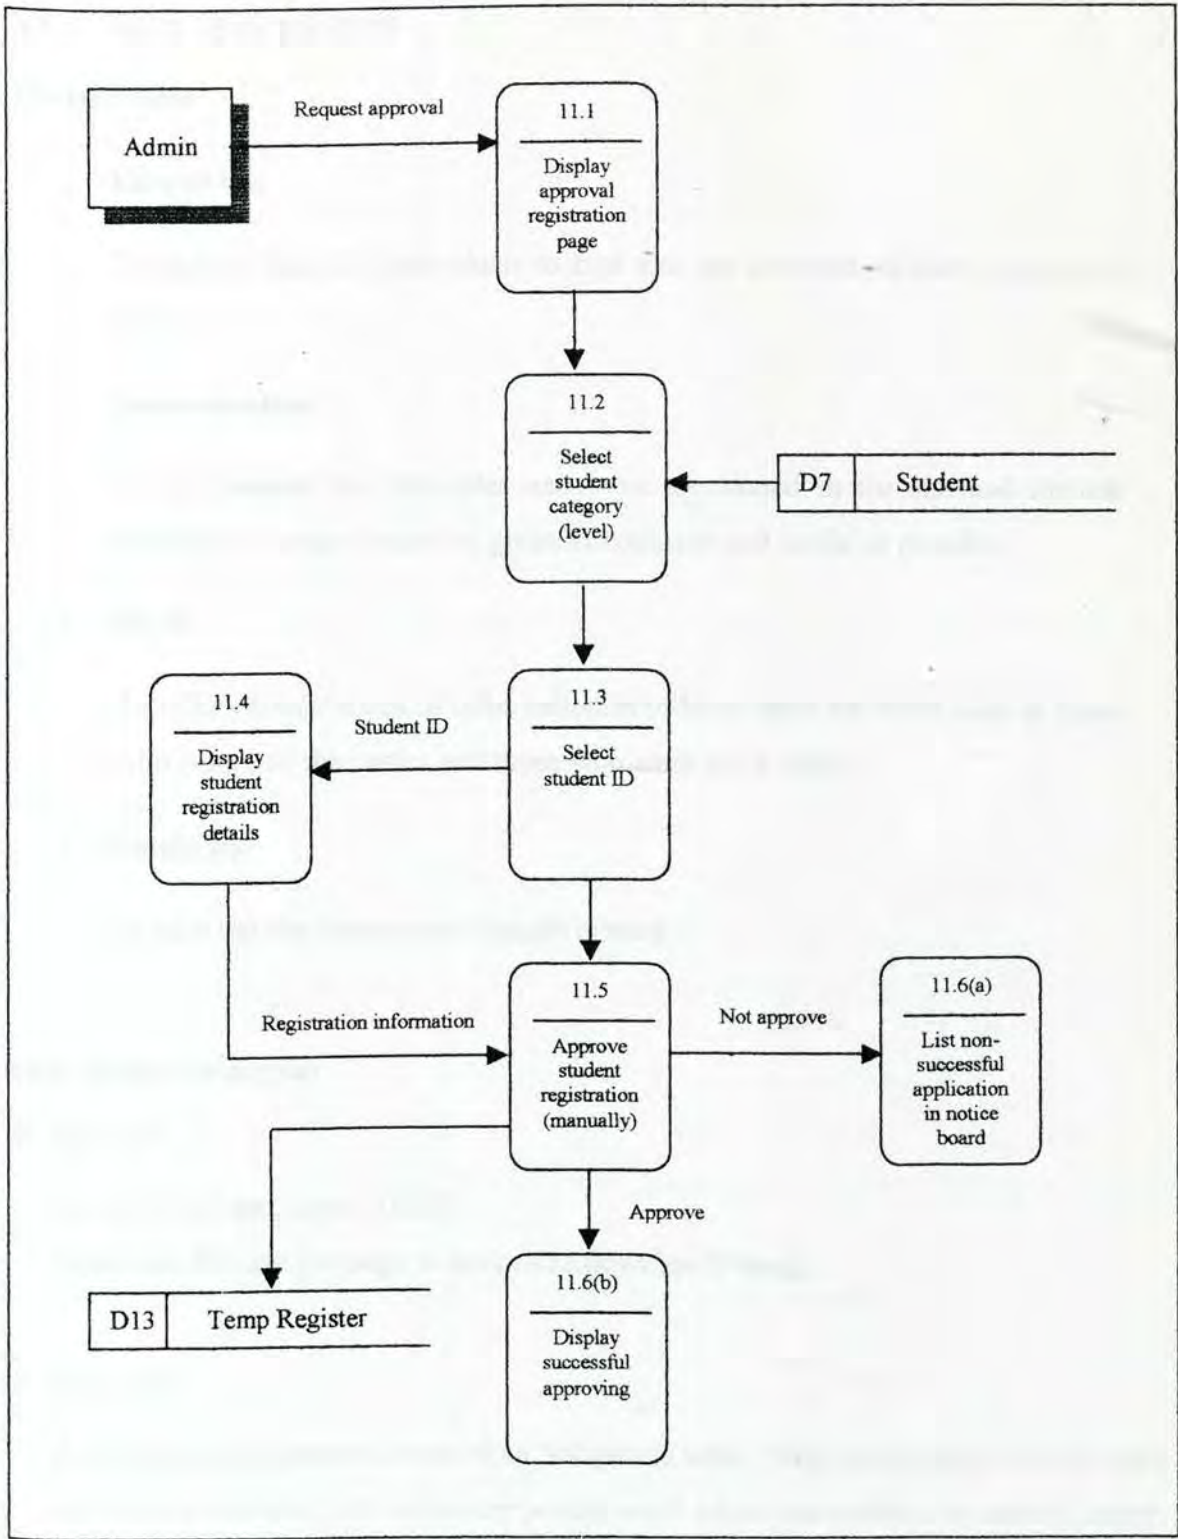 Admin
Request approval
11.1
Display
approval
registration
page
11.2
Select
student
category
(level)
D7
Student
11.3
Select
student ID
Student ID
11.4
Display
student
registration
details
Registration information
11.5
Approve
student
registration
(manually)
Not approve
11.6(a)
List non-
successful
application
in notice
board
Approve
D13
Temp Register
11.6(b)
Display
successful
approving